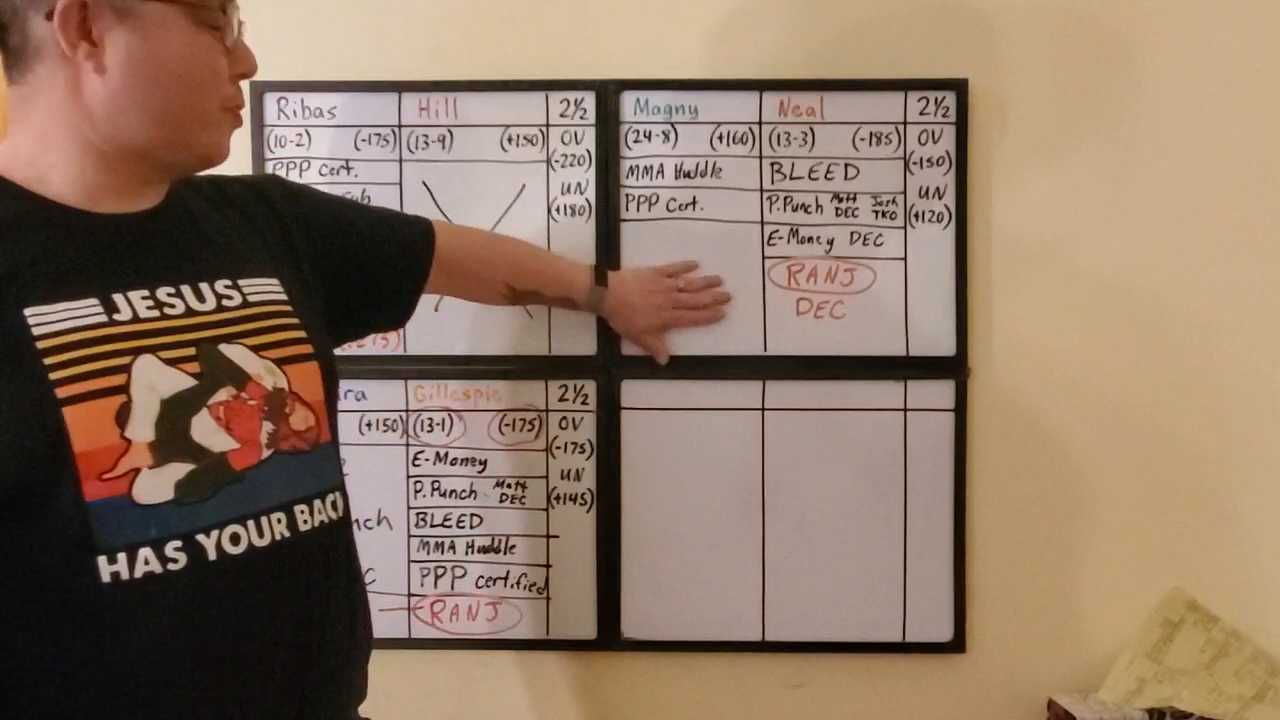 Ribas Hill 2½
(10-2) (-175) (13-9) (+150) OV
(-220)
PPP Cert. UN
(+180)
Magny Neal 2½
(24-8) (+160) (13-3) (-185) OV
(-150)
MMA Huddle BLEED UN
(+120)
PPP Cert. P.Punch Matt DEC Josh TKO
E-Money DEC
RANJ
DEC
ira Gillespie 2½
(+150) (13-1) (-175) OV
(-175)
E-Money UN
(+145)
P.Punch - Matt DEC
nch BLEED
MMA Huddle
C PPP certified
RANJ
JESUS
HAS YOUR BACK